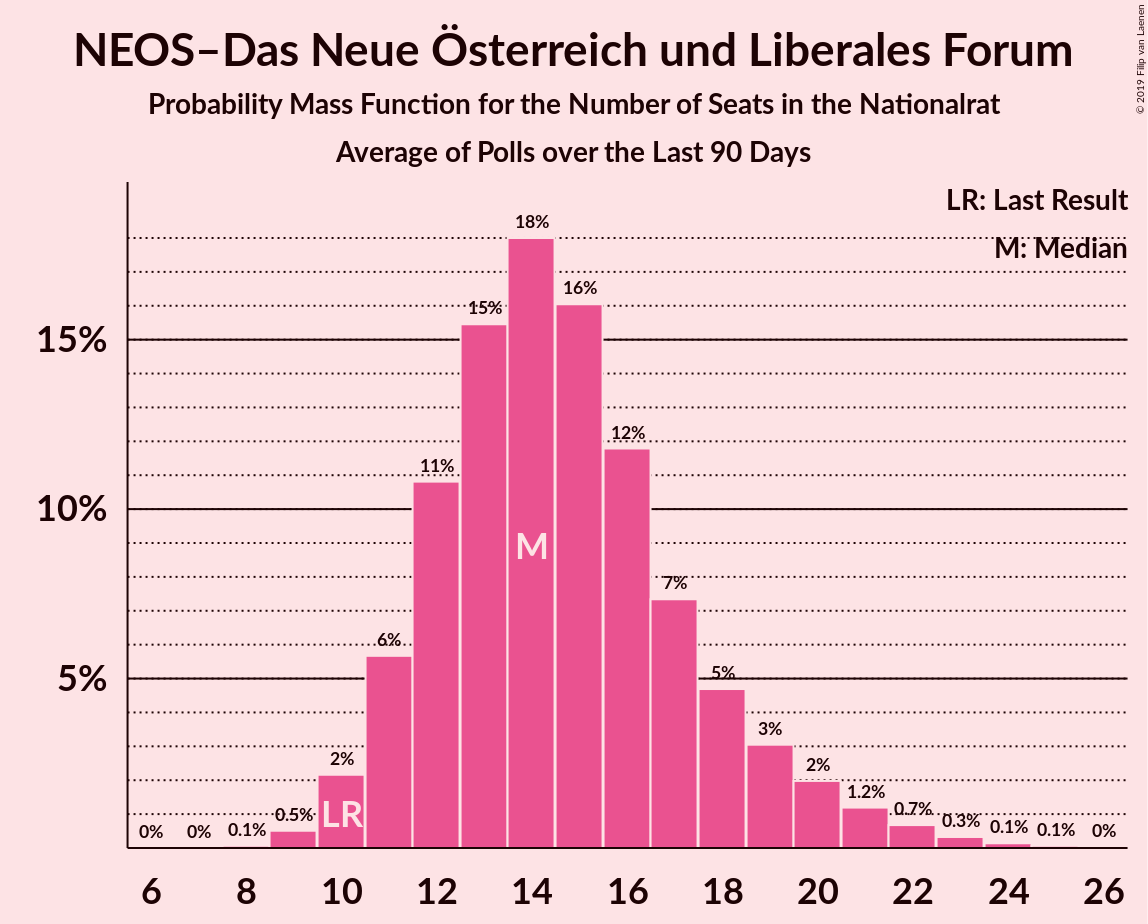 NEOS–Das Neue Österreich und Liberales Forum
Probability Mass Function for the Number of Seats in the Nationalrat
Average of Polls over the Last 90 Days
© 2019 Filip van Laenen
LR: Last Result
M: Median
15%
10%
5%
0%
0%
0.1%
0.5%
2%
6%
11%
15%
18%
16%
12%
7%
5%
3%
2%
1.2%
0.7%
0.3%
0.1%
0.1%
0%
LR
M
6 8 10 12 14 16 18 20 22 24 26